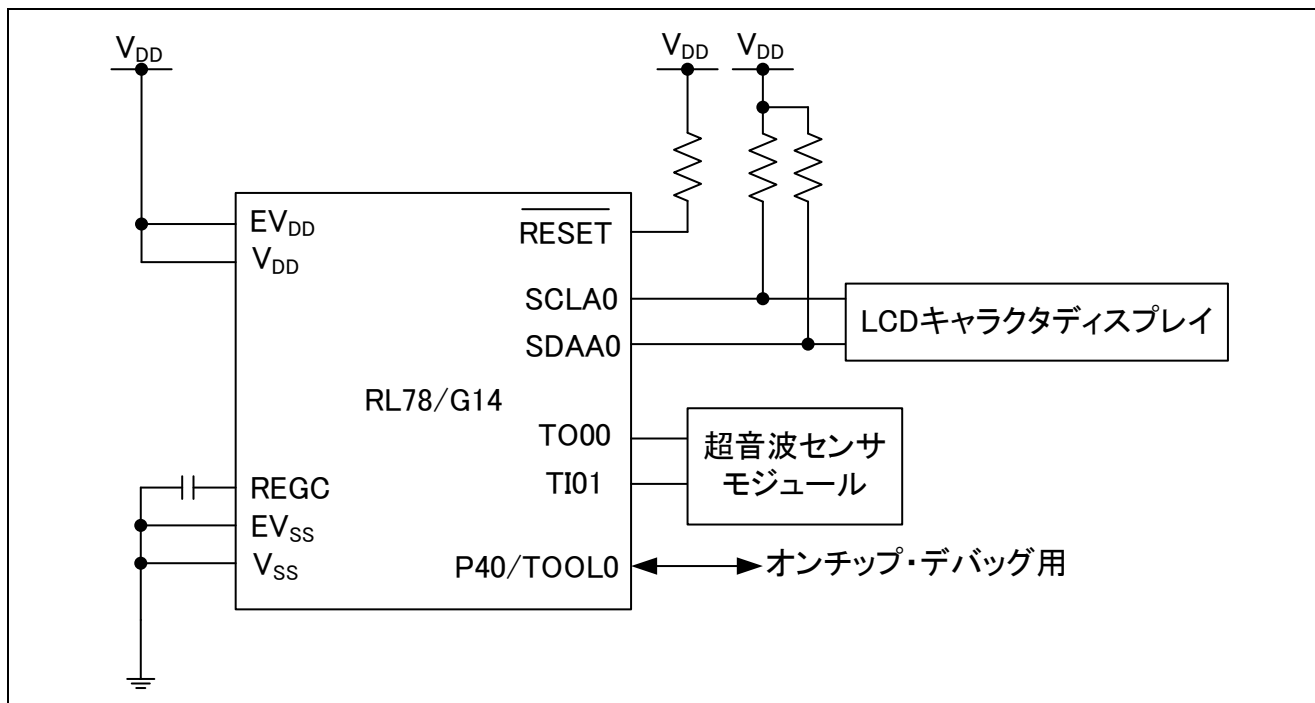 VDD
VDD
VDD
EVDD
VDD
RESET
SCLA0
SDAA0
LCDキャラクタディスプレイ
RL78/G14
TO00
TI01
超音波センサ
モジュール
REGC
EVSS
VSS
P40/TOOL0
オンチップ・デバッグ用